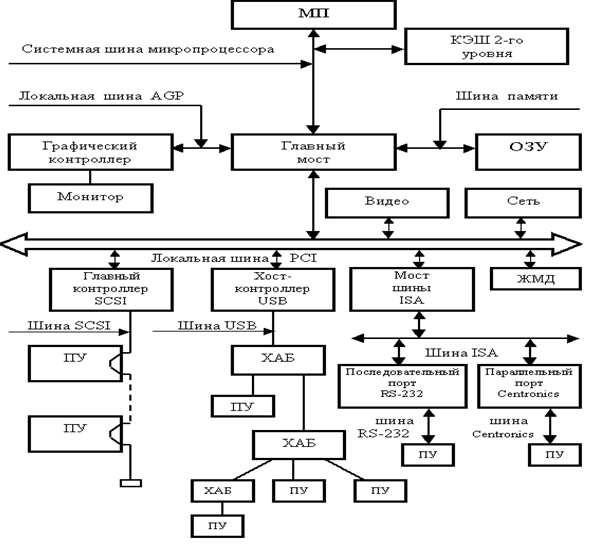 МП
Системная шина микропроцессора
КЭШ 2-го
уровня
Локальная шина AGP
Шина памяти
Графический
контроллер
Главный
мост
ОЗУ
Монитор
Видео
Сеть
Локальная шина PCI
Главный
контроллер
SCSI
Хост-
контроллер
USB
Мост
шины
ISA
ЖМД
Шина SCSI
Шина USB
Шина ISA
ПУ
ХАБ
Последовательный
порт
RS-232
Параллельный
порт
Centronics
ПУ
шина
RS-232
шина
Centronics
ПУ
ХАБ
ПУ
ПУ
ХАБ
ПУ
ПУ
ПУ